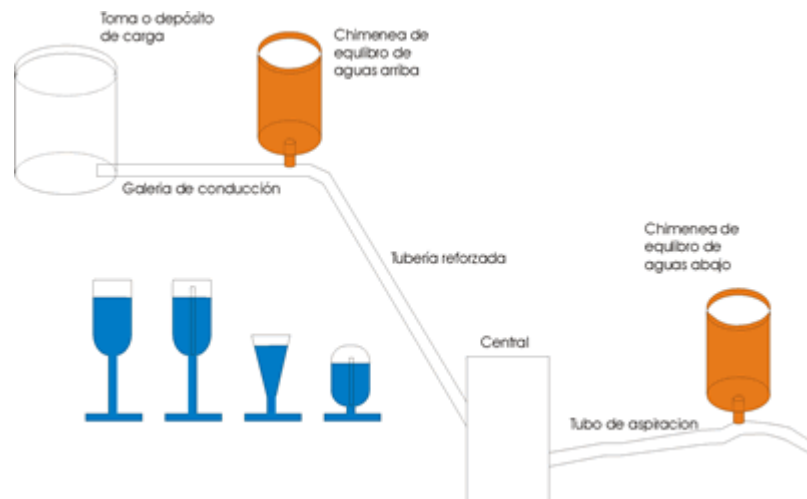 Toma o depósito
de carga
Chimenea de
equlibro de
aguas arriba
Galería de conducción
Tubería reforzada
Chimenea de
equlibro de
aguas abajo
Central
Tubo de aspiracion